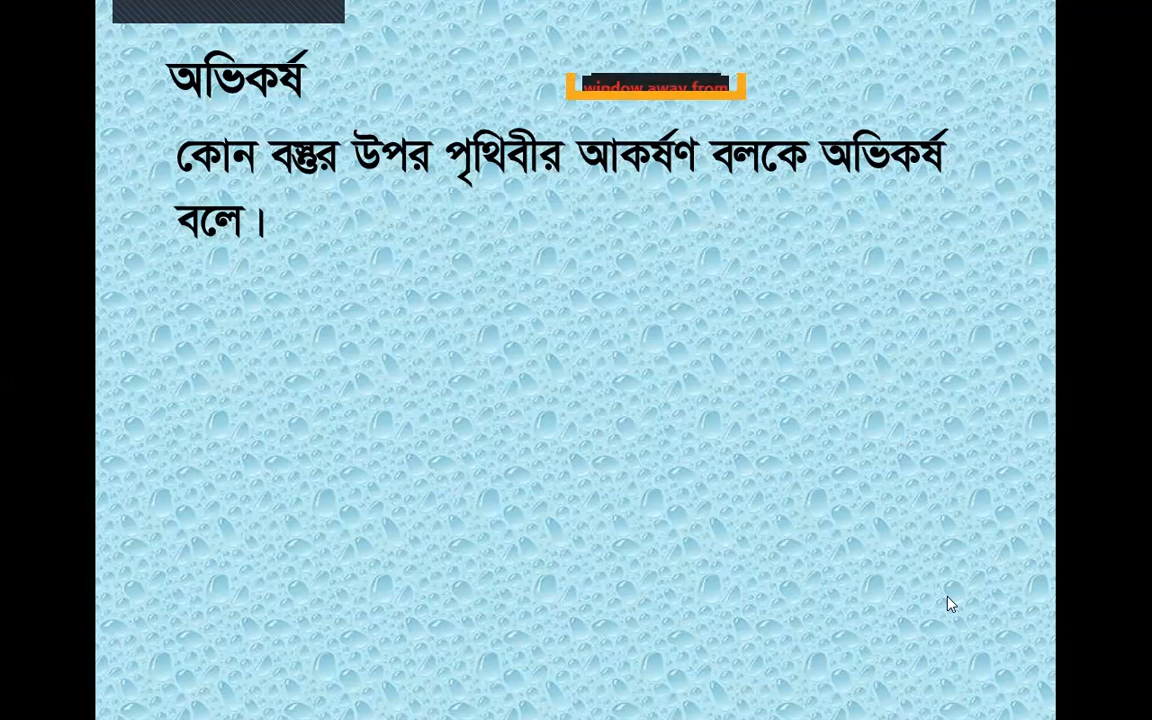 অভিকর্ষ
window away from
কোন বস্তুর উপর পৃথিবীর আকর্ষণ বলকে অভিকর্ষ
বলে।